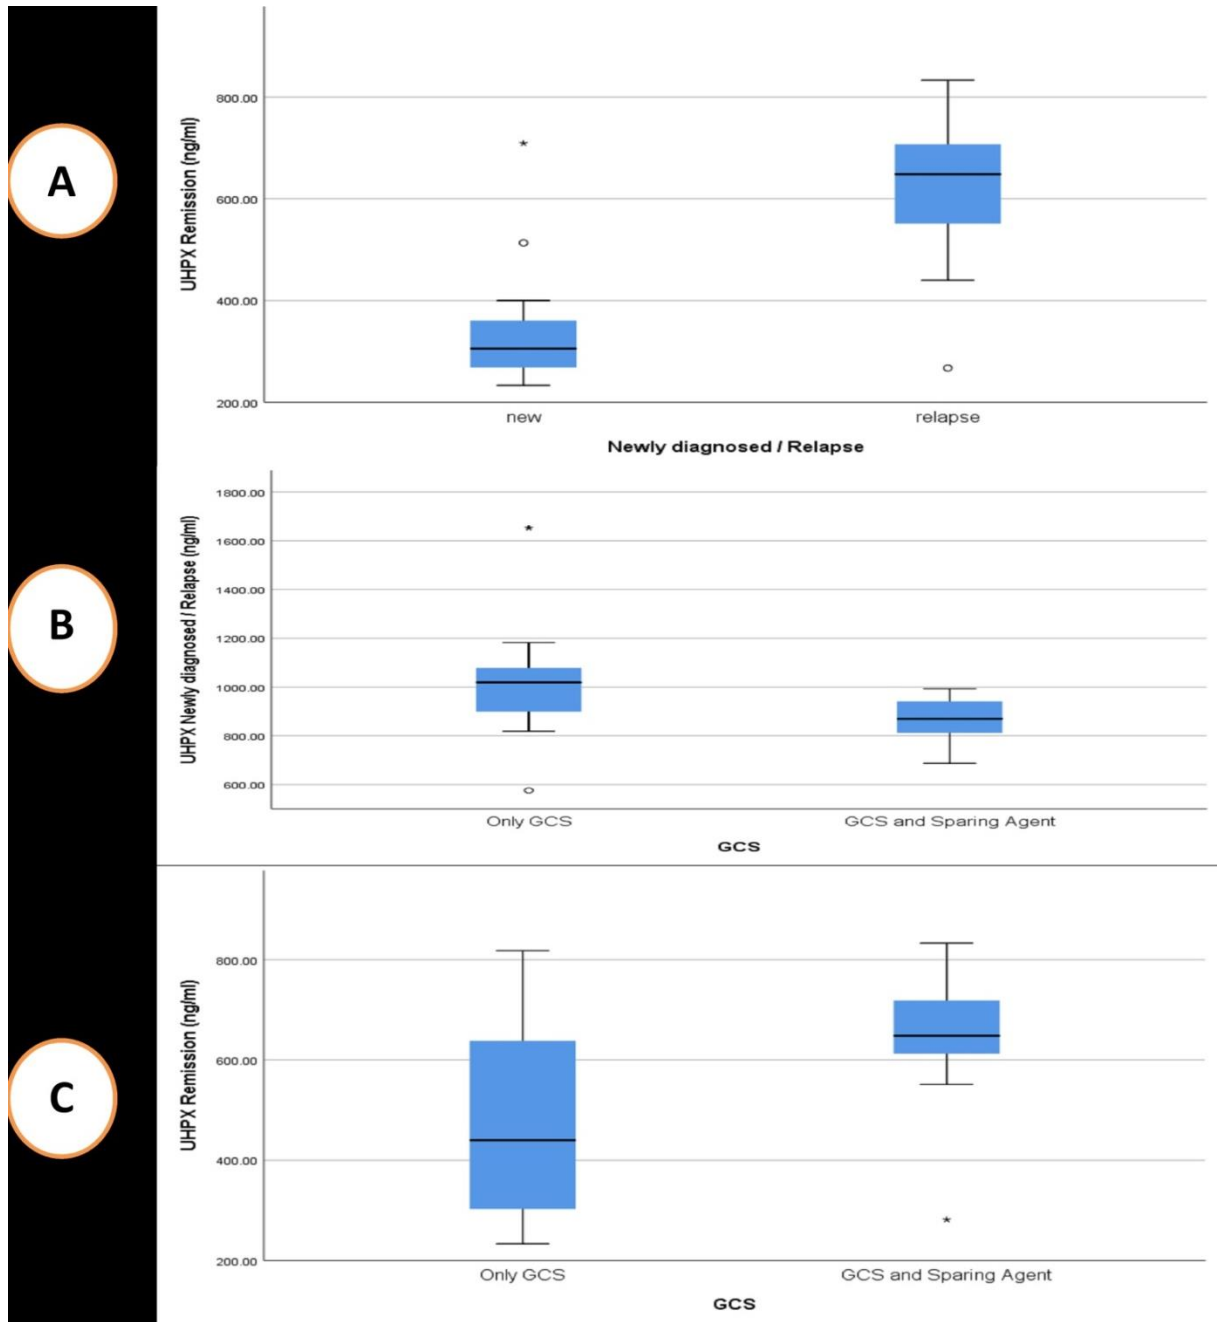 A
UHPX Remission (ng/ml)
800.00
600.00
400.00
200.00
*
new
relapse
Newly diagnosed / Relapse
B
UHPX Newly diagnosed / Relapse (ng/ml)
1800.00
1600.00
1400.00
1200.00
1000.00
800.00
600.00
*
Only GCS
GCS and Sparing Agent
GCS
C
UHPX Remission (ng/ml)
800.00
600.00
400.00
200.00
*
Only GCS
GCS and Sparing Agent
GCS